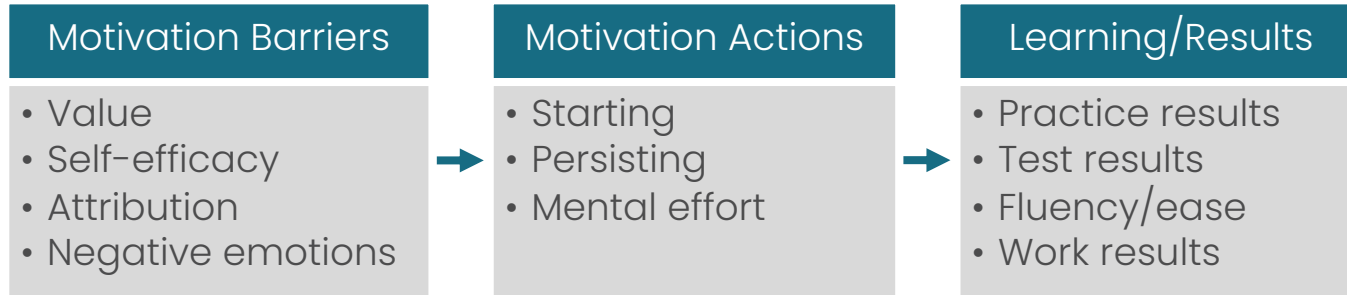 Motivation Barriers
• Value
• Self-efficacy
• Attribution
• Negative emotions
Motivation Actions
• Starting
• Persisting
• Mental effort
Learning/Results
• Practice results
• Test results
• Fluency/ease
• Work results